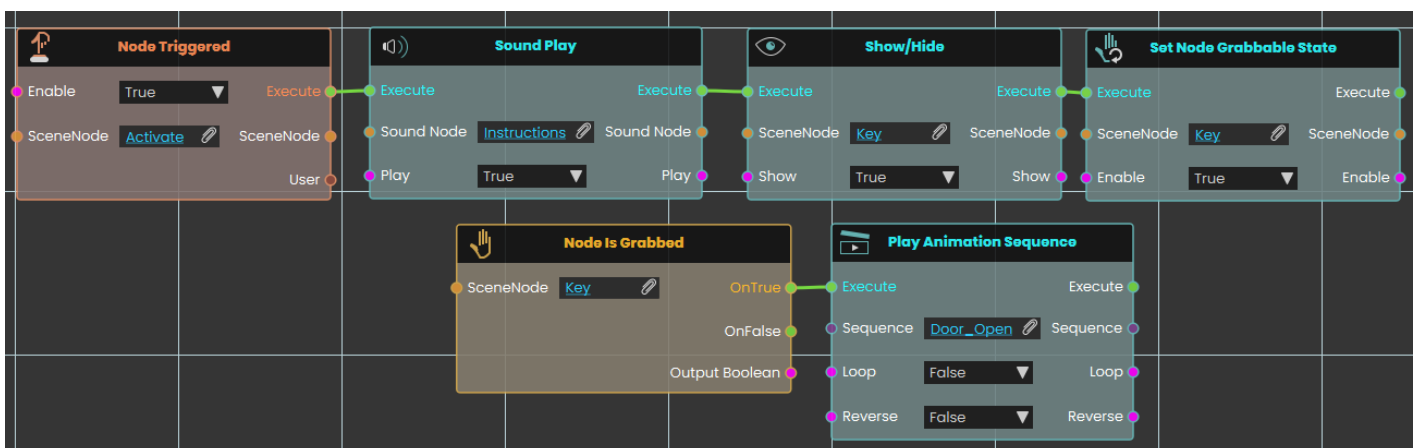 Node Triggered
Enable True Execute
SceneNode Activate SceneNode
User
Sound Play
Execute Execute
Sound Node Instructions Sound Node
Play True Play
Show/Hide
Execute Execute
SceneNode Key SceneNode
Show True Show
Set Node Grabbable State
Execute Execute
SceneNode Key SceneNode
Enable True Enable
Node Is Grabbed
SceneNode Key OnTrue
OnFalse
Output Boolean
Play Animation Sequence
Execute Execute
Sequence Door_Open Sequence
Loop False Loop
Reverse False Reverse